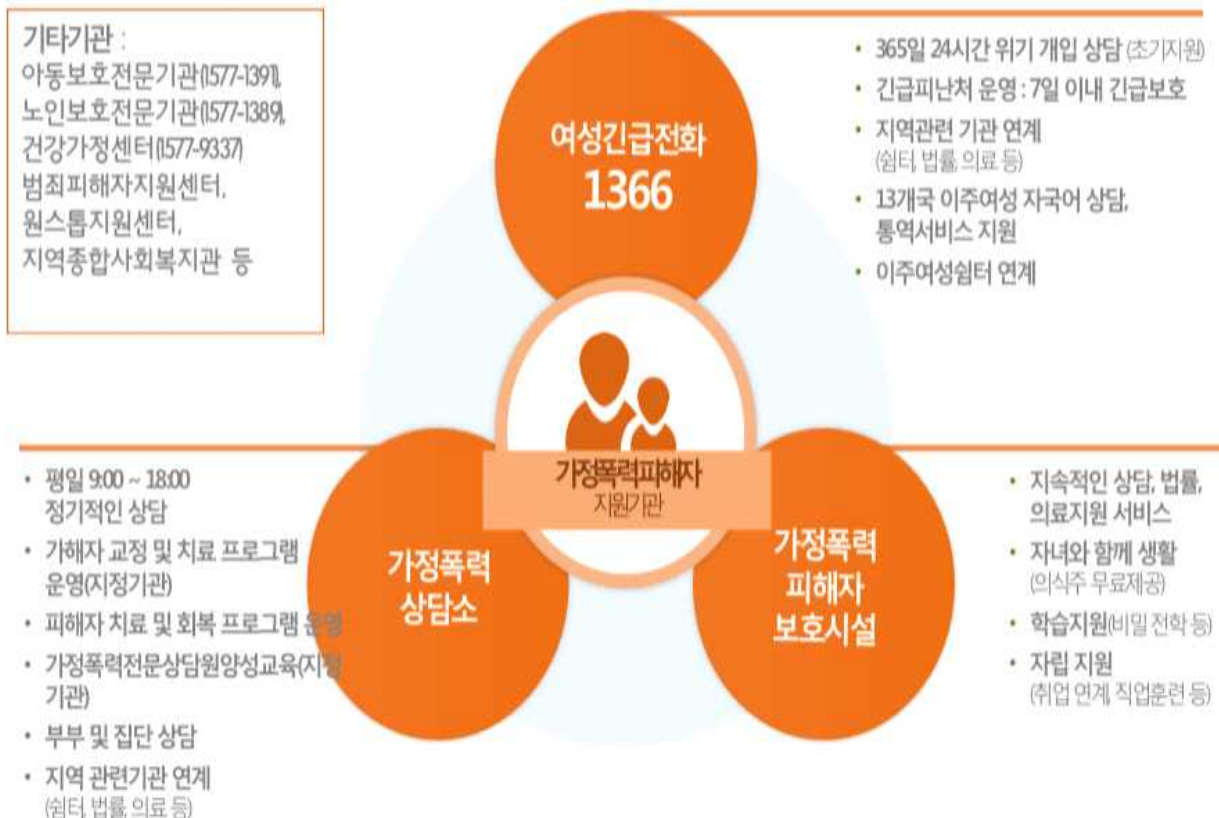 기타기관 :
아동보호전문기관(1577-1391),
노인보호전문기관(1577-1389),
건강가정센터(1577-9337)
범죄피해자지원센터,
원스톱지원센터,
지역종합사회복지관 등
여성긴급전화
1366
• 365일 24시간 위기 개입 상담 (초기지원)
• 긴급피난처 운영 : 7일 이내 긴급보호
• 지역관련 기관 연계
(쉼터, 법률, 의료 등)
• 13개국 이주여성 자국어 상담,
통역서비스 지원
• 이주여성쉼터 연계
가정폭력피해자
지원기관
가정폭력
상담소
• 평일 9:00 ~ 18:00
정기적인 상담
• 가해자 교정 및 치료 프로그램
운영(지정기관)
• 피해자 치료 및 회복 프로그램 운영
• 가정폭력전문상담원양성교육(지정
기관)
• 부부 및 집단 상담
• 지역 관련기관 연계
(쉼터, 법률, 의료 등)
가정폭력
피해자
보호시설
• 지속적인 상담, 법률,
의료지원 서비스
• 자녀와 함께 생활
(의식주 무료제공)
• 학습지원(비밀 전학 등)
• 자립 지원
(취업 연계, 직업훈련 등)